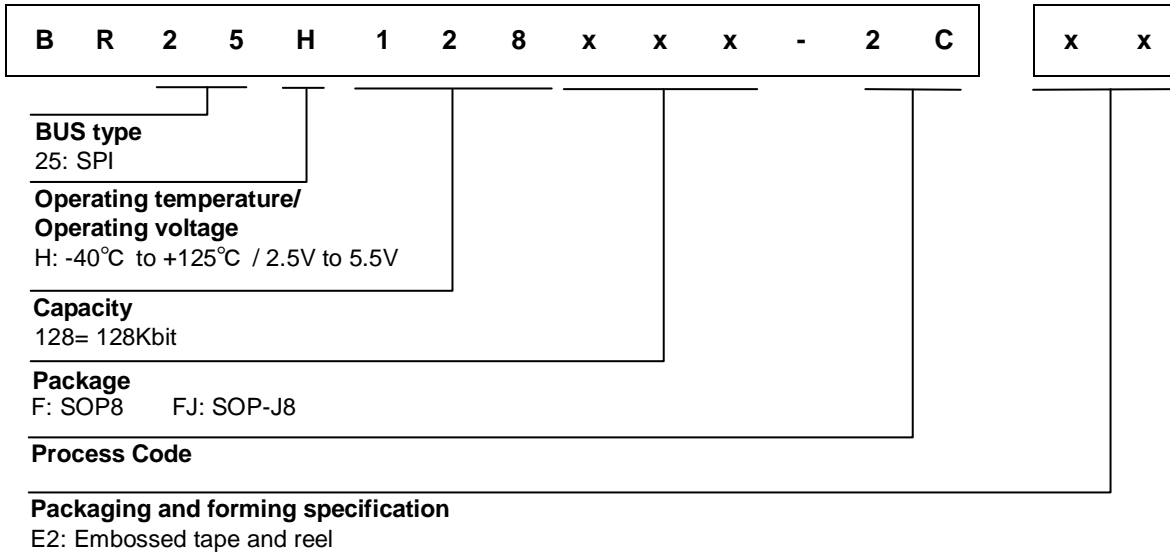 B R 2 5 H 1 2 8 x x x - 2 C x x
BUS type
25: SPI
Operating temperature/
Operating voltage
H: -40℃ to +125℃ / 2.5V to 5.5V
Capacity
128= 128Kbit
Package
F: SOP8 FJ: SOP-J8
Process Code
Packaging and forming specification
E2: Embossed tape and reel